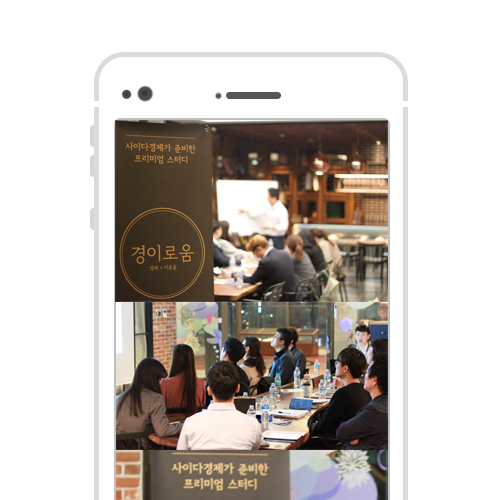 사이다경제가 준비한
프리미엄 스터디
경이로움
경제 + 이로움
사이다경제가 준비한
프리미엄 스터디